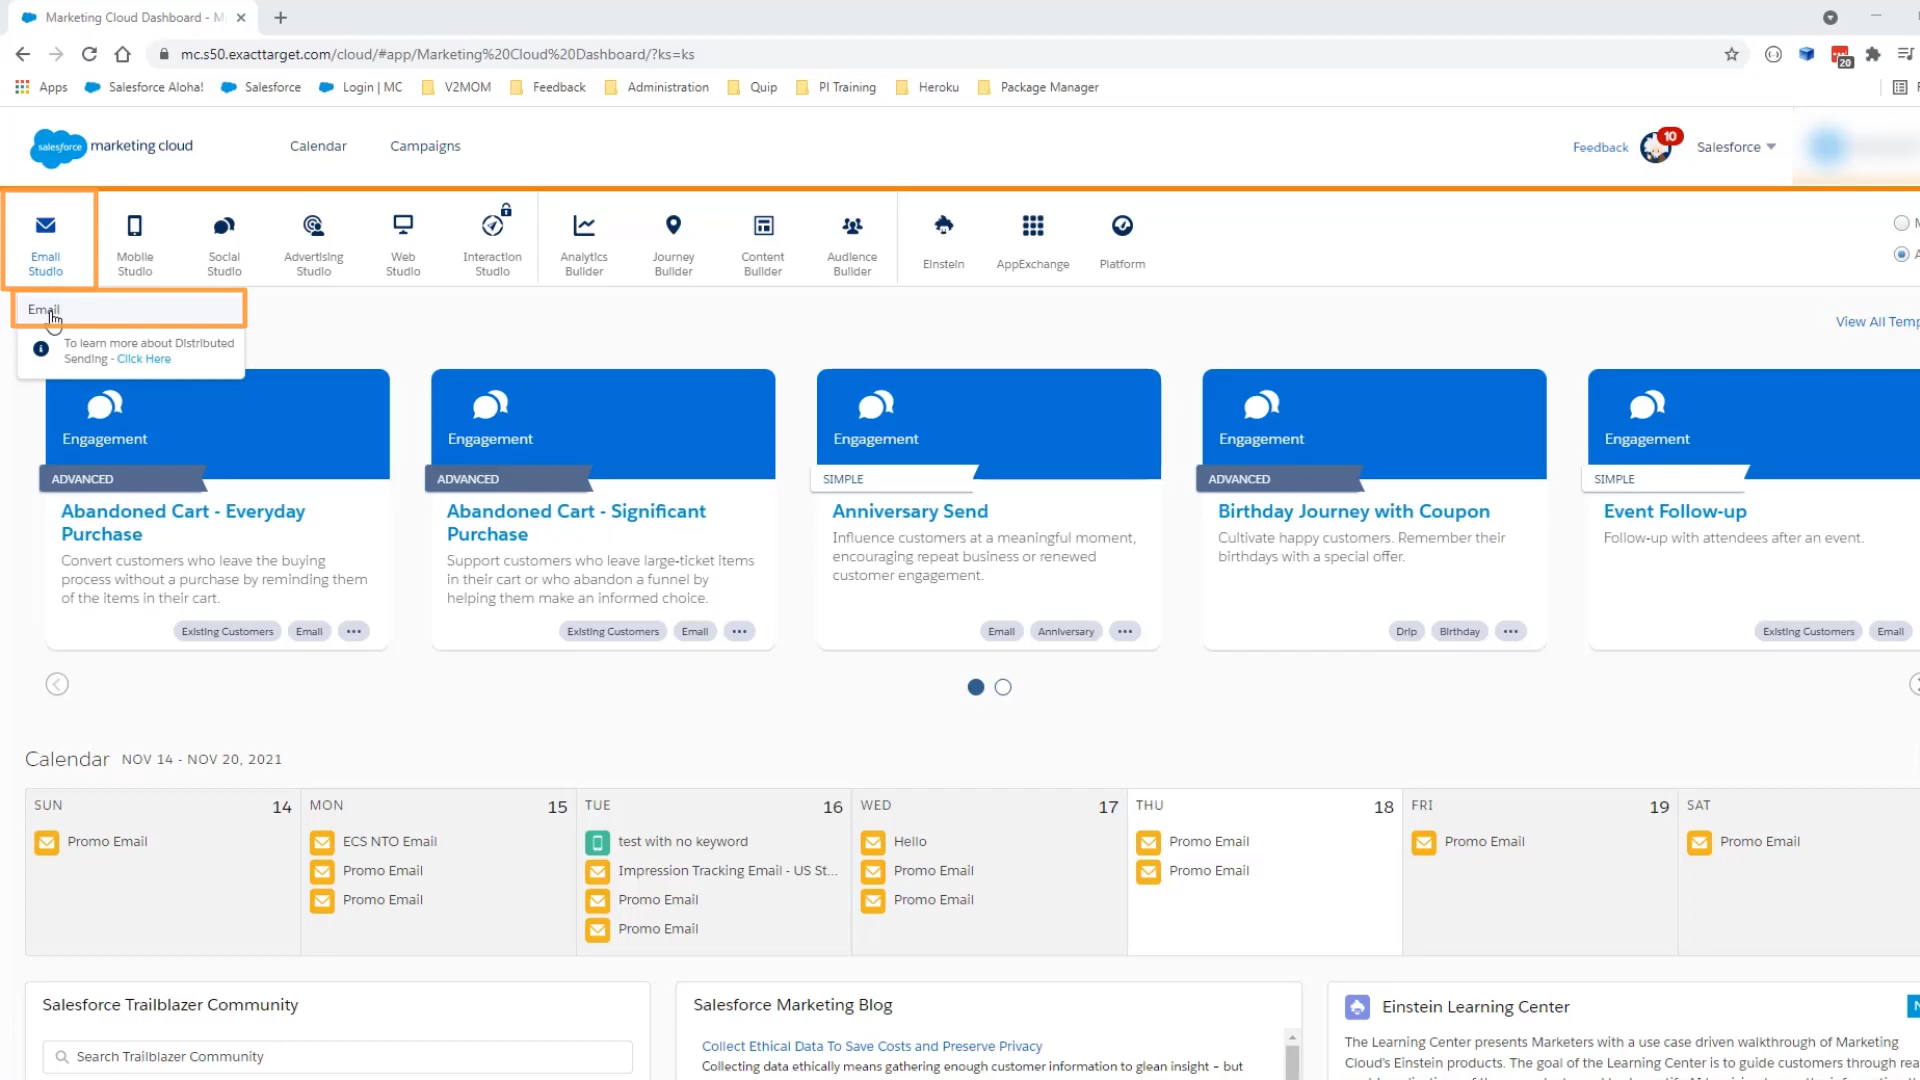 Marketing Cloud Dashboard - M
mc.s50.exacttarget.com/cloud/#app/Marketing%20Cloud%20Dashboard/?ks=ks
20
Apps
Salesforce Aloha!
Salesforce
Login | MC
V2MOM
Feedback
Administration
Quip
PI Training
Heroku
Package Manager
salesforce marketing cloud
Calendar
Campaigns
Feedback
10
Salesforce
Email
Studio
Mobile
Studio
Social
Studio
Advertising
Studio
Web
Studio
Interaction
Studio
Analytics
Builder
Journey
Builder
Content
Builder
Audience
Builder
Einstein
AppExchange
Platform
Email
To learn more about Distributed
Sending - Click Here
View All Temp
Engagement
ADVANCED
Abandoned Cart - Everyday
Purchase
Convert customers who leave the buying
process without a purchase by reminding them
of the items in their cart.
Existing Customers
Email
•••
Engagement
ADVANCED
Abandoned Cart - Significant
Purchase
Support customers who leave large-ticket items
in their cart or who abandon a funnel by
helping them make an informed choice.
Existing Customers
Email
•••
Engagement
SIMPLE
Anniversary Send
Influence customers at a meaningful moment,
encouraging repeat business or renewed
customer engagement.
Email
Anniversary
•••
Engagement
ADVANCED
Birthday Journey with Coupon
Cultivate happy customers. Remember their
birthdays with a special offer.
Drip
Birthday
•••
Engagement
SIMPLE
Event Follow-up
Follow-up with attendees after an event.
Existing Customers
Email
Calendar NOV 14 - NOV 20, 2021
SUN 14
Promo Email
MON 15
ECS NTO Email
Promo Email
Promo Email
TUE 16
test with no keyword
Impression Tracking Email - US St...
Promo Email
Promo Email
WED 17
Hello
Promo Email
Promo Email
THU 18
Promo Email
Promo Email
FRI 19
Promo Email
SAT
Promo Email
Salesforce Trailblazer Community
Search Trailblazer Community
Salesforce Marketing Blog
Collect Ethical Data To Save Costs and Preserve Privacy
Collecting data ethically means gathering enough customer information to glean insight – but
Einstein Learning Center
The Learning Center presents Marketers with a use case driven walkthrough of Marketing
Cloud's Einstein products. The goal of the Learning Center is to guide customers through rea